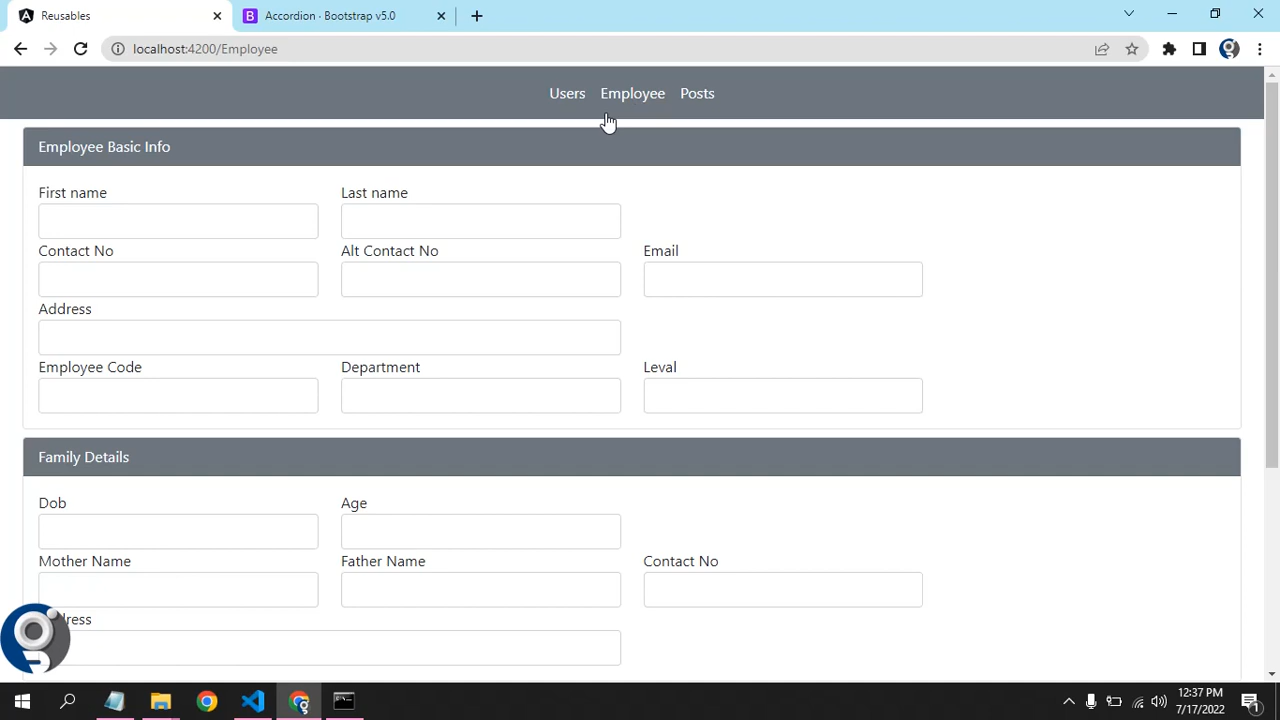 Reusables
B Accordion · Bootstrap v5.0
localhost:4200/Employee
Users Employee Posts
Employee Basic Info
First name Last name
Contact No Alt Contact No Email
Address
Employee Code Department Leval
Family Details
Dob Age
Mother Name Father Name Contact No
dress
12:37 PM
7/17/2022
1